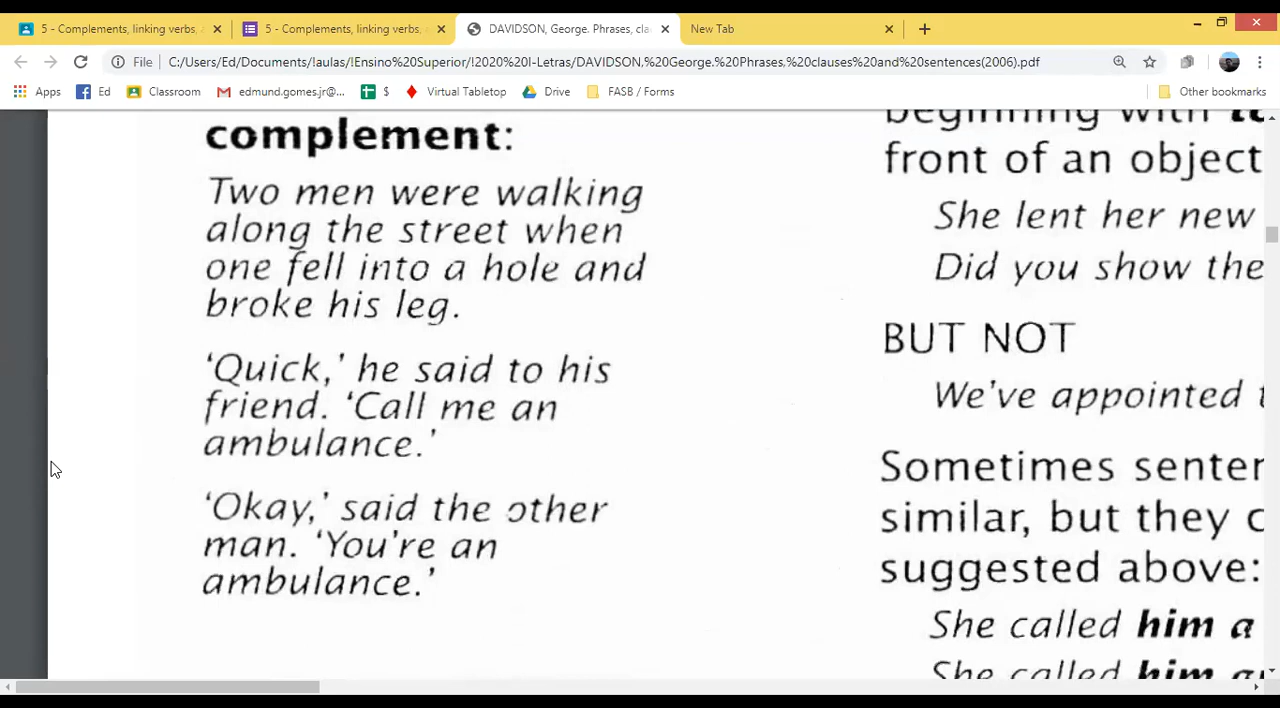 5 - Complements, linking verbs,
5 - Complements, linking verbs,
DAVIDSON, George. Phrases, cla
New Tab
File
C:/Users/Ed/Documents/!aulas/!Ensino%20Superior/!2020%20I-Letras/DAVIDSON,%20George.%20Phrases,%20clauses%20and%20sentences(2006).pdf
Apps
Ed
Classroom
edmund.gomes.jr@...
$
Virtual Tabletop
Drive
FASB / Forms
Other bookmarks
complement:
Two men were walking
along the street when
one fell into a hole and
broke his leg.
‘Quick,’ he said to his
friend. ‘Call me an
ambulance.’
‘Okay,’ said the other
man. ‘You’re an
ambulance.’
beginning with
front of an object
She lent her new
Did you show the
BUT NOT
We’ve appointed
Sometimes
similar, but they
suggested above:
She called him a
She called him